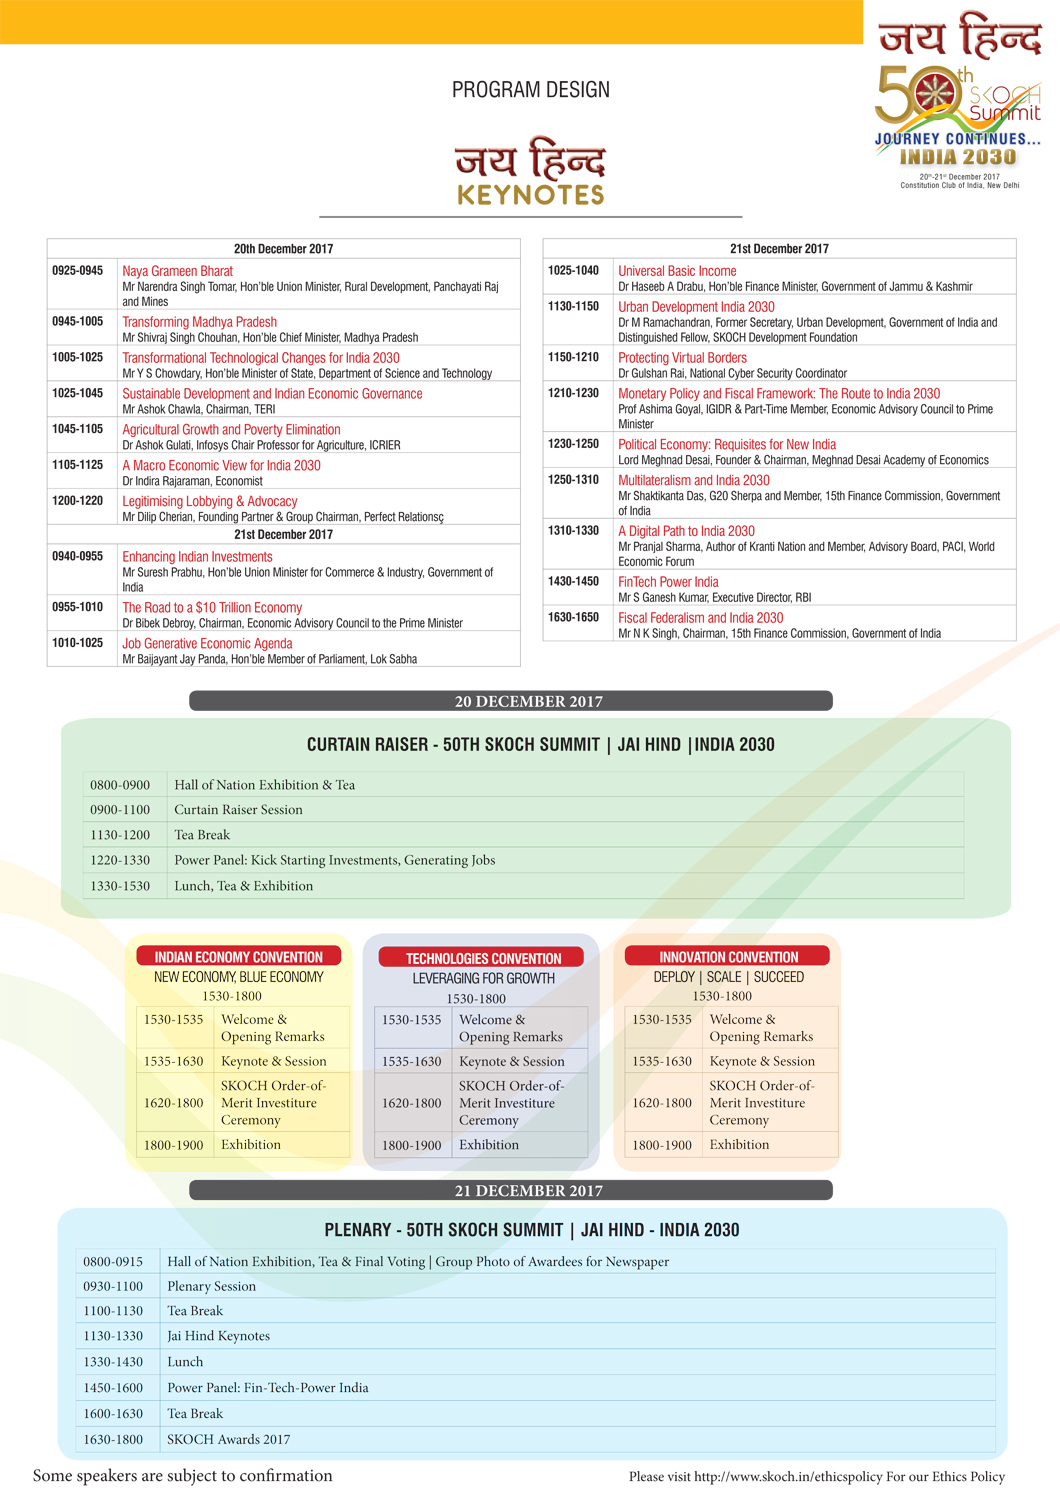 जय हिन्द
50th
SKOCH
Summit
JOURNEY CONTINUES...
INDIA 2030
20th-21st December 2017
Constitution Club of India, New Delhi
PROGRAM DESIGN
जय हिन्द
KEYNOTES
20th December 2017
0925-0945 Naya Grameen Bharat
Mr Narendra Singh Tomar, Hon'ble Union Minister, Rural Development, Panchayati Raj
and Mines
0945-1005 Transforming Madhya Pradesh
Mr Shivraj Singh Chouhan, Hon'ble Chief Minister, Madhya Pradesh
1005-1025 Transformational Technological Changes for India 2030
Mr Y S Chowdary, Hon'ble Minister of State, Department of Science and Technology
1025-1045 Sustainable Development and Indian Economic Governance
Mr Ashok Chawla, Chairman, TERI
1045-1105 Agricultural Growth and Poverty Elimination
Dr Ashok Gulati, Infosys Chair Professor for Agriculture, ICRIER
1105-1125 A Macro Economic View for India 2030
Dr Indira Rajaraman, Economist
1200-1220 Legitimising Lobbying & Advocacy
Mr Dilip Cherian, Founding Partner & Group Chairman, Perfect Relationsç
21st December 2017
0940-0955 Enhancing Indian Investments
Mr Suresh Prabhu, Hon'ble Union Minister for Commerce & Industry, Government of
India
0955-1010 The Road to a $10 Trillion Economy
Dr Bibek Debroy, Chairman, Economic Advisory Council to the Prime Minister
1010-1025 Job Generative Economic Agenda
Mr Baijayant Jay Panda, Hon'ble Member of Parliament, Lok Sabha
21st December 2017
1025-1040 Universal Basic Income
Dr Haseeb A Drabu, Hon'ble Finance Minister, Government of Jammu & Kashmir
1130-1150 Urban Development India 2030
Dr M Ramachandran, Former Secretary, Urban Development, Government of India and
Distinguished Fellow, SKOCH Development Foundation
1150-1210 Protecting Virtual Borders
Dr Gulshan Rai, National Cyber Security Coordinator
1210-1230 Monetary Policy and Fiscal Framework: The Route to India 2030
Prof Ashima Goyal, IGIDR & Part-Time Member, Economic Advisory Council to Prime
Minister
1230-1250 Political Economy: Requisites for New India
Lord Meghnad Desai, Founder & Chairman, Meghnad Desai Academy of Economics
1250-1310 Multilateralism and India 2030
Mr Shaktikanta Das, G20 Sherpa and Member, 15th Finance Commission, Government
of India
1310-1330 A Digital Path to India 2030
Mr Pranjal Sharma, Author of Kranti Nation and Member, Advisory Board, PACI, World
Economic Forum
1430-1450 FinTech Power India
Mr S Ganesh Kumar, Executive Director, RBI
1630-1650 Fiscal Federalism and India 2030
Mr N K Singh, Chairman, 15th Finance Commission, Government of India
20 DECEMBER 2017
CURTAIN RAISER - 50TH SKOCH SUMMIT | JAI HIND |INDIA 2030
0800-0900 Hall of Nation Exhibition & Tea
0900-1100 Curtain Raiser Session
1130-1200 Tea Break
1220-1330 Power Panel: Kick Starting Investments, Generating Jobs
1330-1530 Lunch, Tea & Exhibition
INDIAN ECONOMY CONVENTION
NEW ECONOMY, BLUE ECONOMY
1530-1800
1530-1535 Welcome &
Opening Remarks
1535-1630 Keynote & Session
SKOCH Order-of-
1620-1800 Merit Investiture
Ceremony
1800-1900 Exhibition
TECHNOLOGIES CONVENTION
LEVERAGING FOR GROWTH
1530-1800
1530-1535 Welcome &
Opening Remarks
1535-1630 Keynote & Session
SKOCH Order-of-
1620-1800 Merit Investiture
Ceremony
1800-1900 Exhibition
INNOVATION CONVENTION
DEPLOY | SCALE | SUCCEED
1530-1800
1530-1535 Welcome &
Opening Remarks
1535-1630 Keynote & Session
SKOCH Order-of-
1620-1800 Merit Investiture
Ceremony
1800-1900 Exhibition
21 DECEMBER 2017
PLENARY - 50TH SKOCH SUMMIT | JAI HIND - INDIA 2030
0800-0915 Hall of Nation Exhibition, Tea & Final Voting | Group Photo of Awardees for Newspaper
0930-1100 Plenary Session
1100-1130 Tea Break
1130-1330 Jai Hind Keynotes
1330-1430 Lunch
1450-1600 Power Panel: Fin-Tech-Power India
1600-1630 Tea Break
1630-1800 SKOCH Awards 2017
Some speakers are subject to confirmation
Please visit http://www.skoch.in/ethicspolicy For our Ethics Policy